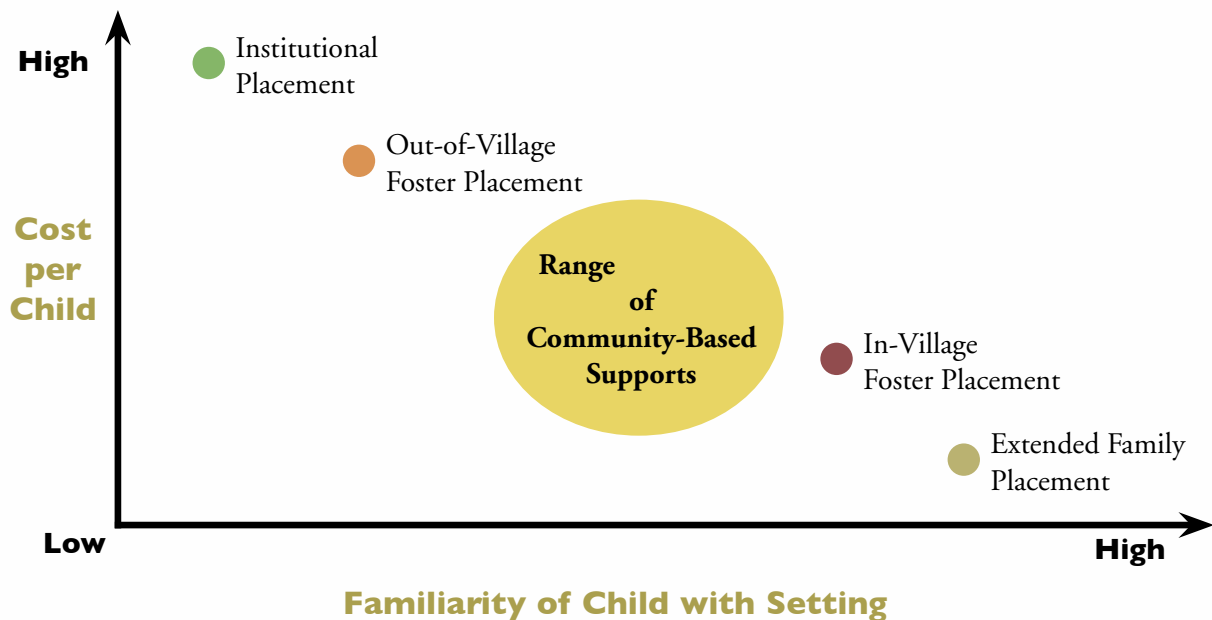 High
Institutional
Placement
Out-of-Village
Foster Placement
Cost
per
Child
Range
of
Community-Based
Supports
In-Village
Foster Placement
Extended Family
Placement
Low
High
Familiarity of Child with Setting